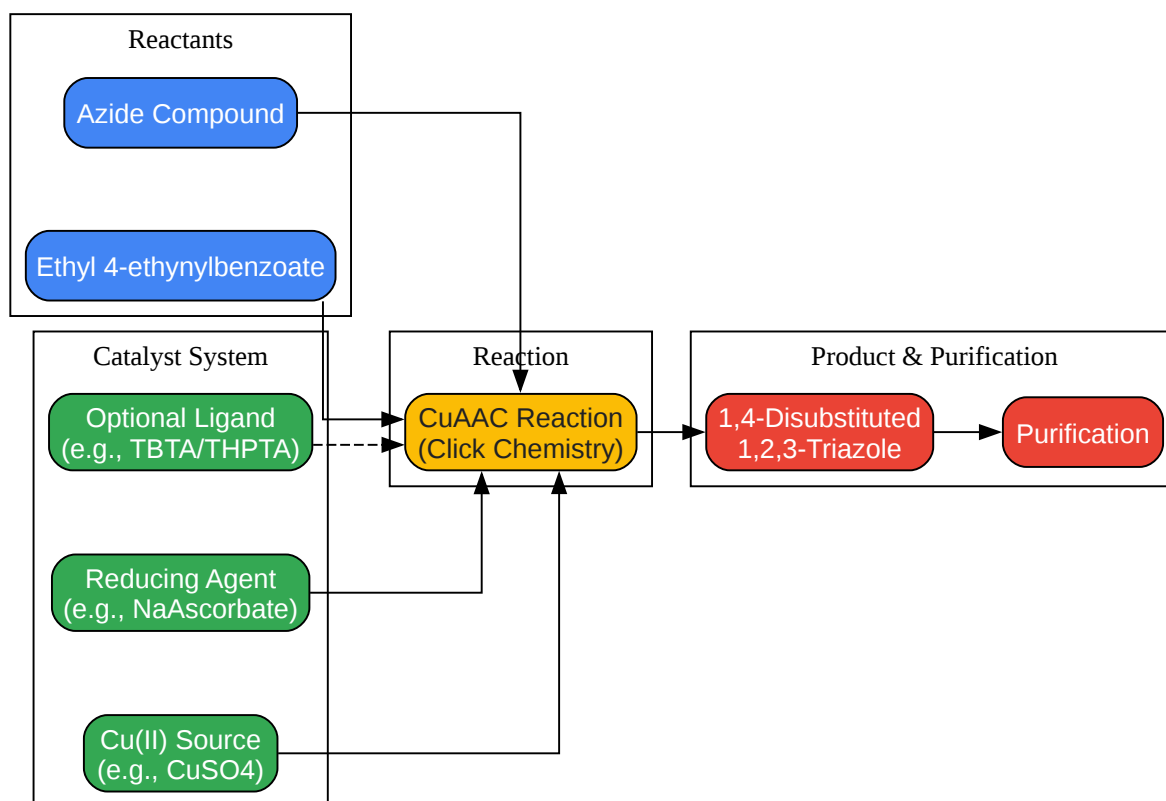 Reactants
Azide Compound
Ethyl 4-ethynylbenzoate
Catalyst System
Optional Ligand
(e.g., TBTA/THPTA)
Reducing Agent
(e.g., NaAscorbate)
Cu(II) Source
(e.g., CuSO4)
Reaction
CuAAC Reaction
(Click Chemistry)
Product & Purification
1,4-Disubstituted
1,2,3-Triazole
Purification